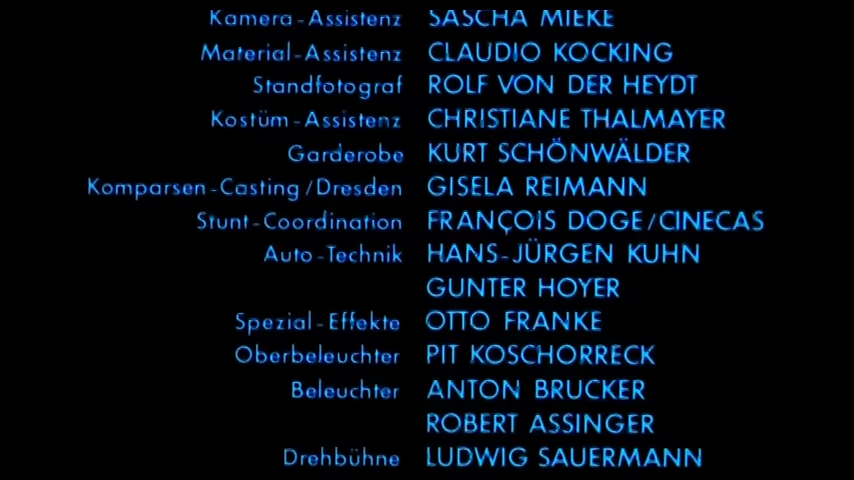 Kamera-Assistenz SASCHA MIEKE
Material-Assistenz CLAUDIO KOCKING
Standfotograf ROLF VON DER HEYDT
Kostüm-Assistenz CHRISTIANE THALMAYER
Garderobe KURT SCHÖNWÄLDER
Komparsen-Casting/Dresden GISELA REIMANN
Stunt-Coordination FRANÇOIS DOGE/CINECAS
Auto-Technik HANS-JÜRGEN KUHN
GUNTER HOYER
Spezial-Effekte OTTO FRANKE
Oberbeleuchter PIT KOSCHORRECK
Beleuchter ANTON BRUCKER
ROBERT ASSINGER
Drehbühne LUDWIG SAUERMANN